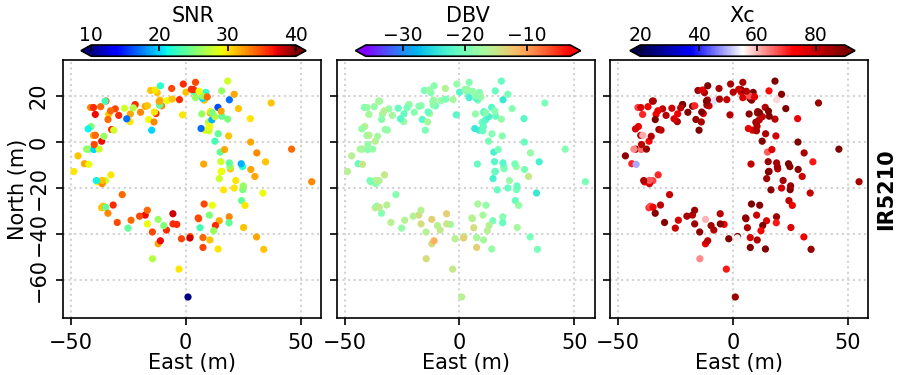 SNR DBV Xc
10 20 30 40 −30 −20 −10 20 40 60 80
20
0
−20
−40
−60
North (m)
IR5210
−50 0 50 −50 0 50 −50 0 50
East (m) East (m) East (m)